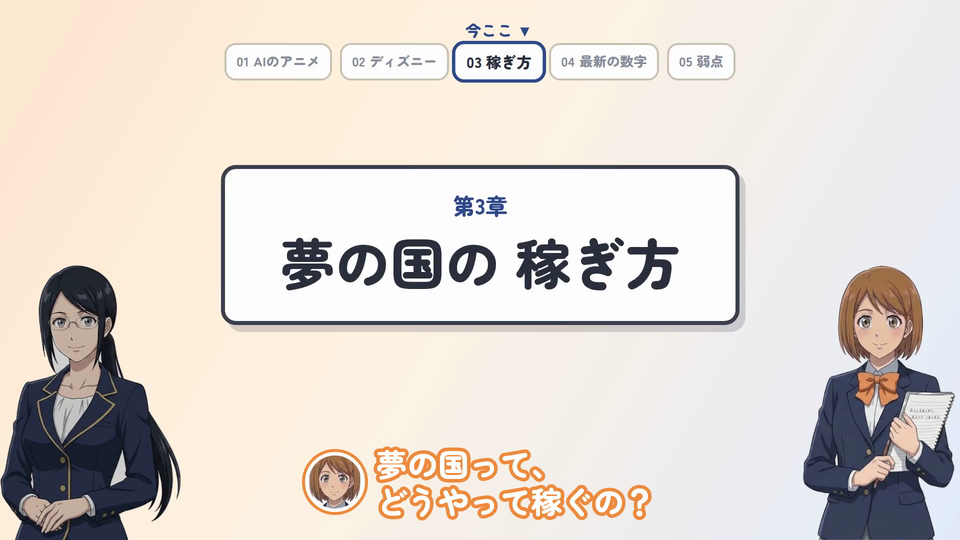 今ここ ▼
01 AIのアニメ
02 ディズニー
03 稼ぎ方
04 最新の数字
05 弱点
第3章
夢の国の 稼ぎ方
夢の国って、
どうやって稼ぐの？